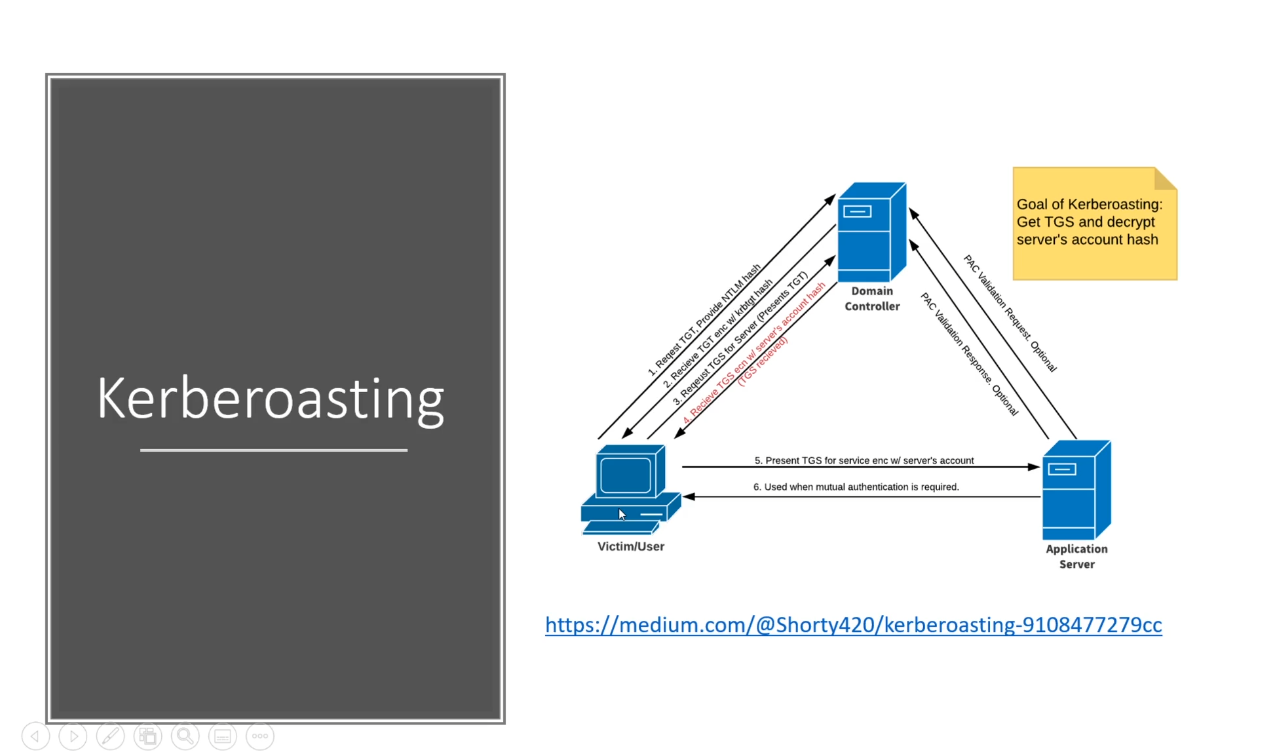 Kerberoasting
Goal of Kerberoasting:
Get TGS and decrypt
server's account hash
Domain
Controller
1. Reqest TGT, Provide NTLM hash
2. Recieve TGT enc w/ krbtgt hash
3. Reqeust TGS for Server (Presents TGT)
4. Recieve TGS ecn w/ server's account hash
(TGS recieved)
PAC Validation Request. Optional
PAC Validation Response. Optional
5. Present TGS for service enc w/ server's account
6. Used when mutual authentication is required.
Victim/User
Application
Server
https://medium.com/@Shorty420/kerberoasting-9108477279cc